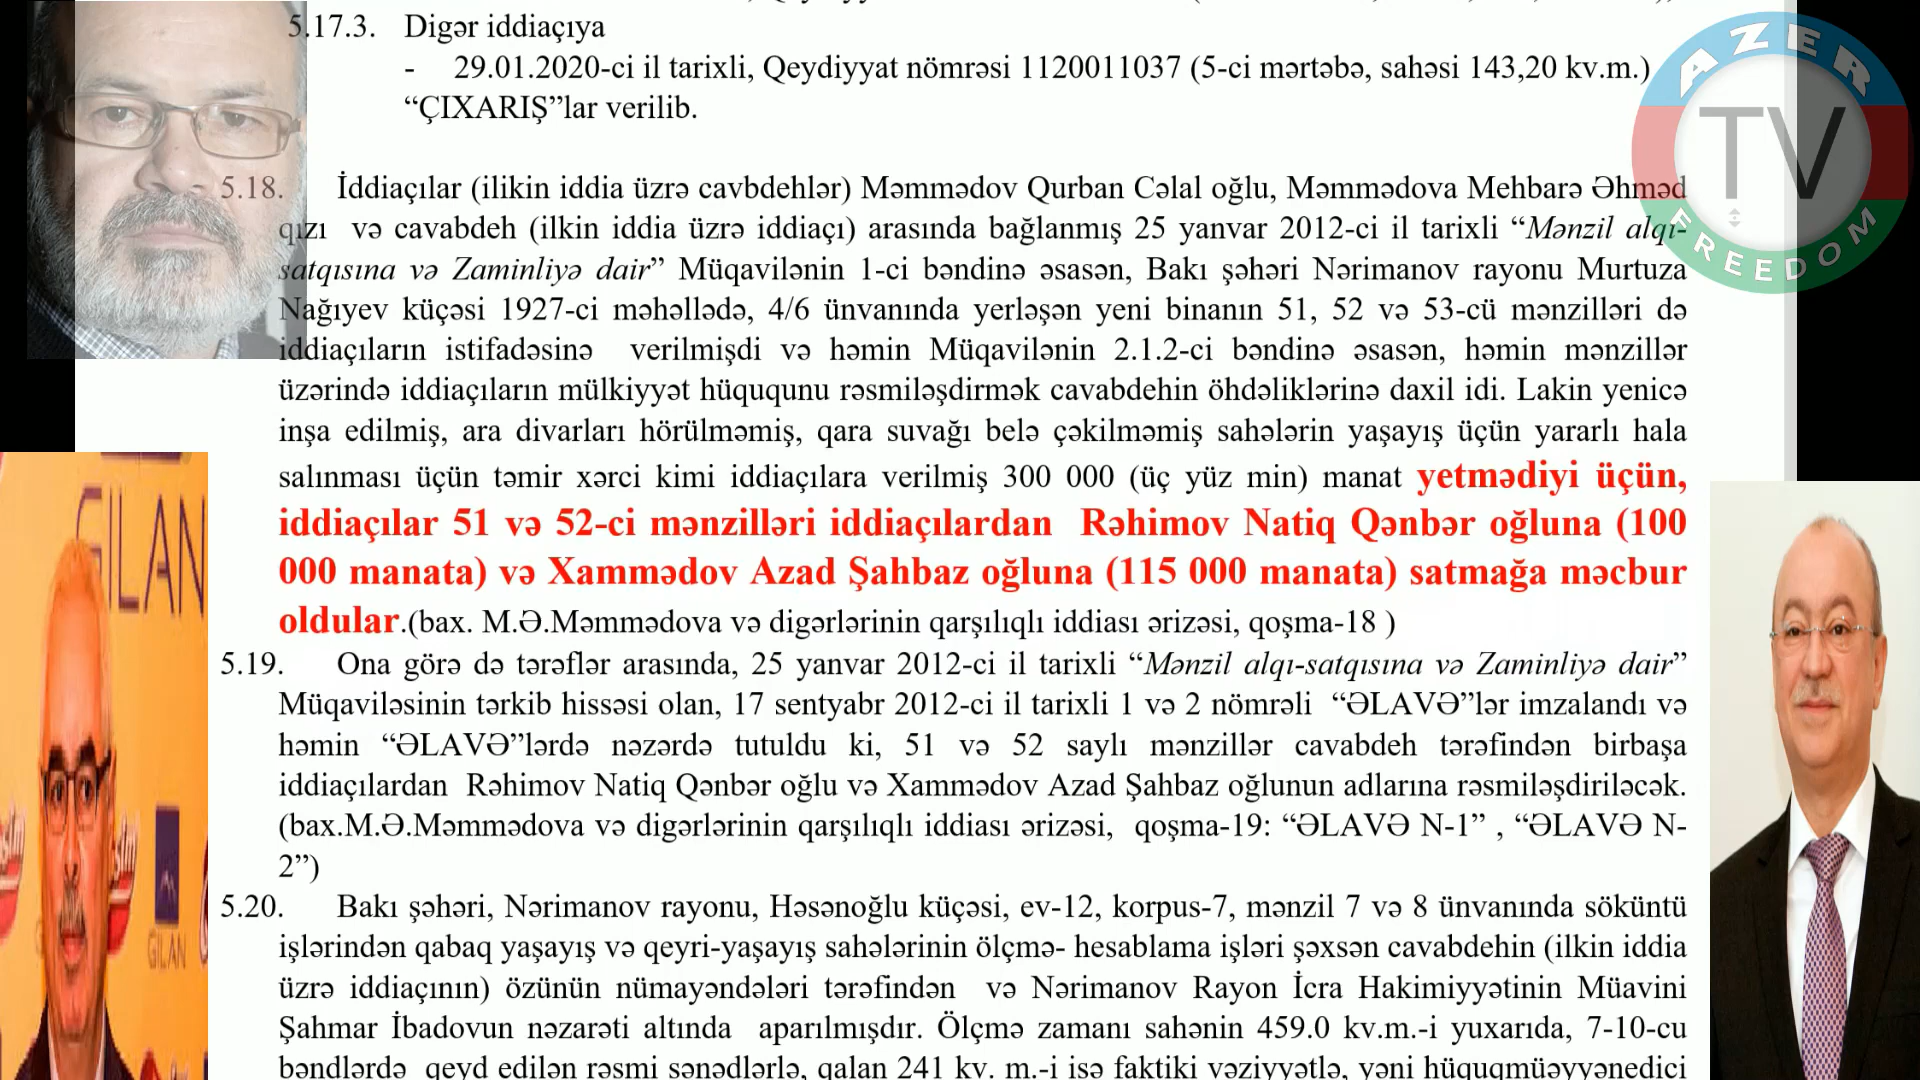 5.17.3. Digər iddiaçıya
- 29.01.2020-ci il tarixli, Qeydiyyat nömrəsi 1120011037 (5-ci mərtəbə, sahəsi 143,20 kv.m.)
“ÇIXARIŞ”lar verilib.
AZER
TV
FREEDOM
5.18. İddiaçılar (ilikin iddia üzrə cavbdehlər) Məmmədov Qurban Cəlal oğlu, Məmmədova Mehbarə Əhməd
qızı və cavabdeh (ilkin iddia üzrə iddiaçı) arasında bağlanmış 25 yanvar 2012-ci il tarixli “Mənzil alqı-
satqısına və Zaminliyə dair” Müqavilənin 1-ci bəndinə əsasən, Bakı şəhəri Nərimanov rayonu Murtuza
Nağıyev küçəsi 1927-ci məhəllədə, 4/6 ünvanında yerləşən yeni binanın 51, 52 və 53-cü mənzilləri də
iddiaçıların istifadəsinə verilmişdi və həmin Müqavilənin 2.1.2-ci bəndinə əsasən, həmin mənzillər
üzərində iddiaçıların mülkiyyət hüququnu rəsmiləşdirmək cavabdehin öhdəliklərinə daxil idi. Lakin yenicə
inşa edilmiş, ara divarları hörülməmiş, qara suvağı belə çəkilməmiş sahələrin yaşayış üçün yararlı hala
salınması üçün təmir xərci kimi iddiaçılara verilmiş 300 000 (üç yüz min) manat yetmədiyi üçün,
iddiaçılar 51 və 52-ci mənzilləri iddiaçılardan Rəhimov Natiq Qənbər oğluna (100
000 manata) və Xammədov Azad Şahbaz oğluna (115 000 manata) satmağa məcbur
oldular.(bax. M.Ə.Məmmədova və digərlərinin qarşılıqlı iddiası ərizəsi, qoşma-18 )
5.19. Ona görə də tərəflər arasında, 25 yanvar 2012-ci il tarixli “Mənzil alqı-satqısına və Zaminliyə dair”
Müqaviləsinin tərkib hissəsi olan, 17 sentyabr 2012-ci il tarixli 1 və 2 nömrəli “ƏLAVƏ”lər imzalandı və
həmin “ƏLAVƏ”lərdə nəzərdə tutuldu ki, 51 və 52 saylı mənzillər cavabdeh tərəfindən birbaşa
iddiaçılardan Rəhimov Natiq Qənbər oğlu və Xammədov Azad Şahbaz oğlunun adlarına rəsmiləşdiriləcək.
(bax.M.Ə.Məmmədova və digərlərinin qarşılıqlı iddiası ərizəsi, qoşma-19: “ƏLAVƏ N-1” , “ƏLAVƏ N-
2”)
5.20. Bakı şəhəri, Nərimanov rayonu, Həsənoğlu küçəsi, ev-12, korpus-7, mənzil 7 və 8 ünvanında söküntü
işlərindən qabaq yaşayış və qeyri-yaşayış sahələrinin ölçmə- hesablama işləri şəxsən cavabdehin (ilkin iddia
üzrə iddiaçının) özünün nümayəndələri tərəfindən və Nərimanov Rayon İcra Hakimiyyətinin Müavini
Şahmar İbadovun nəzarəti altında aparılmışdır. Ölçmə zamanı sahənin 459.0 kv.m.-i yuxarıda, 7-10-cu
bəndlərdə qeyd edilən rəsmi sənədlərlə, qalan 241 kv. m.-i isə faktiki vəziyyətlə, yəni hüquqmüəyyənedici
GILAN
GILAN